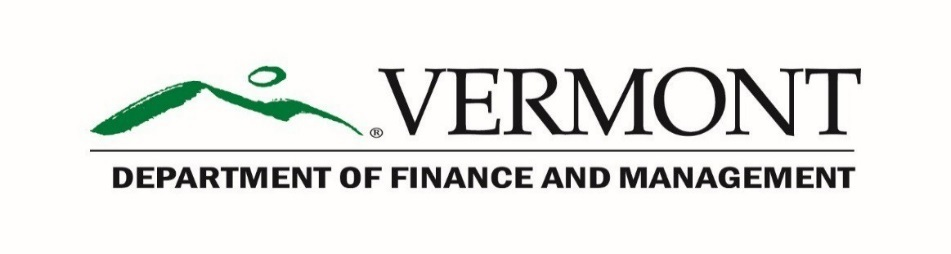 ® VERMONT
DEPARTMENT OF FINANCE AND MANAGEMENT